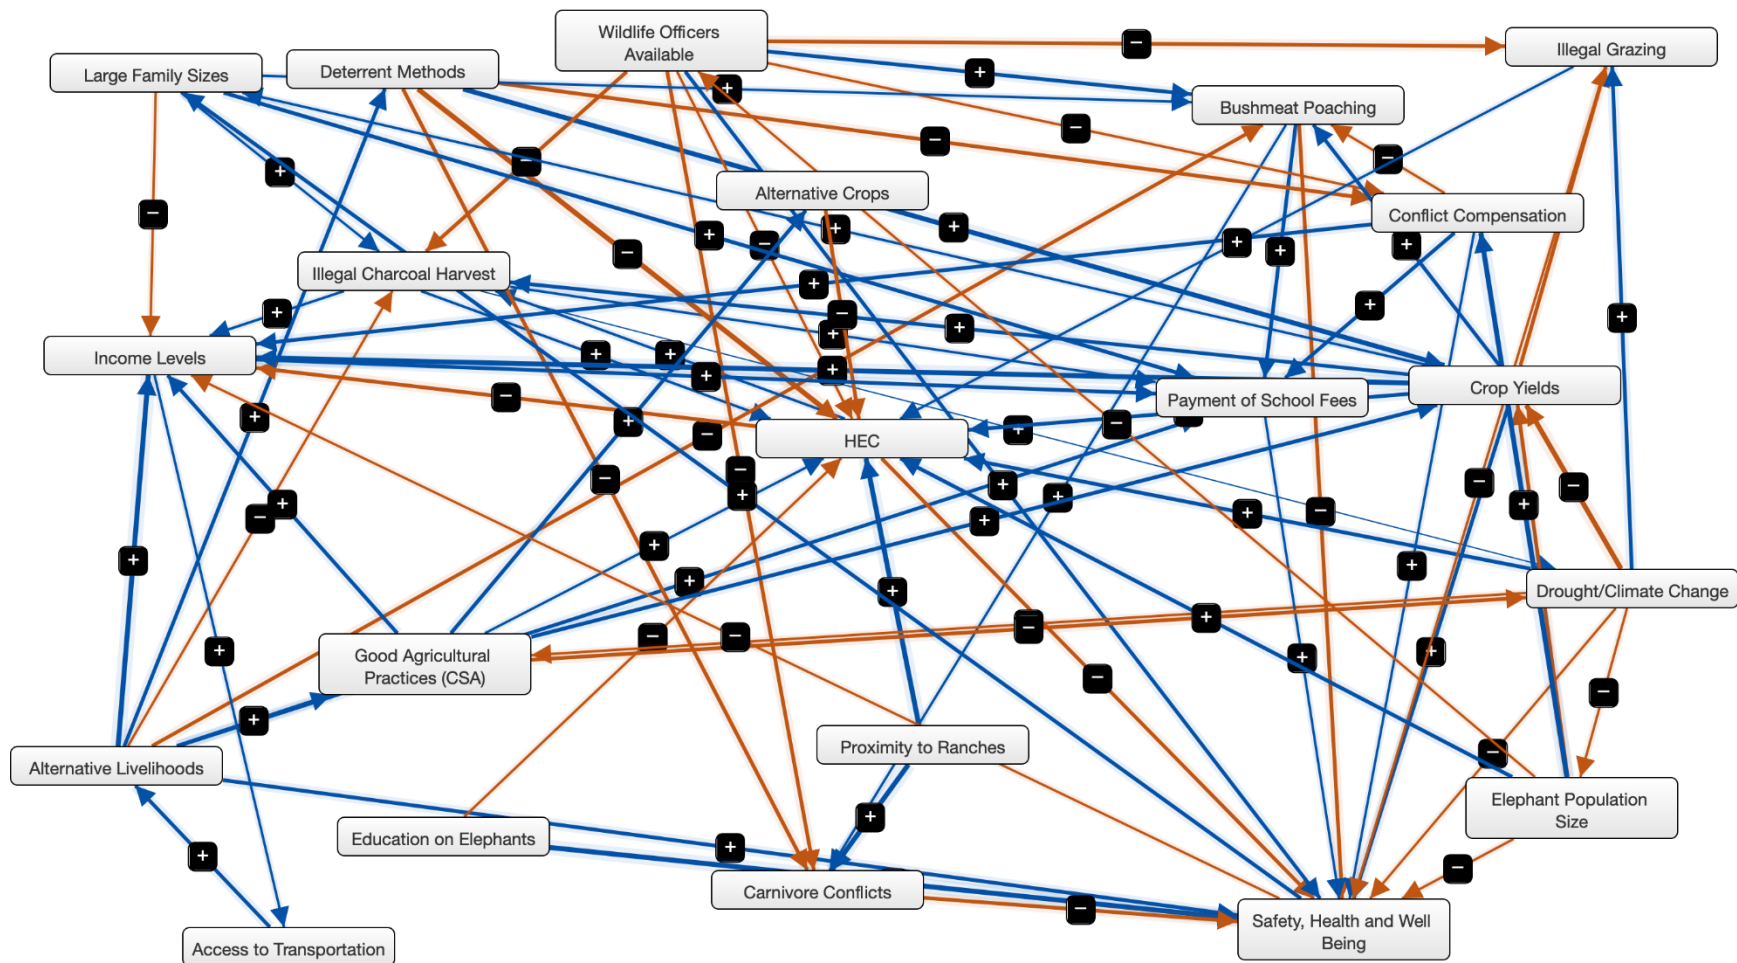 Wildlife Officers
Available
Illegal Grazing
Large Family Sizes
Deterrent Methods
Bushmeat Poaching
Alternative Crops
Conflict Compensation
Illegal Charcoal Harvest
Income Levels
Payment of School Fees
Crop Yields
HEC
Drought/Climate Change
Good Agricultural
Practices (CSA)
Proximity to Ranches
Alternative Livelihoods
Elephant Population
Size
Education on Elephants
Carnivore Conflicts
Safety, Health and Well
Being
Access to Transportation